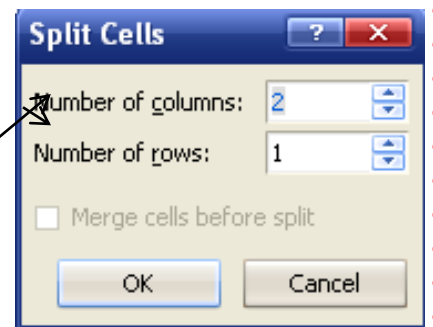 Split Cells ?
Number of columns: 2
Number of rows: 1
Merge cells before split
OK Cancel